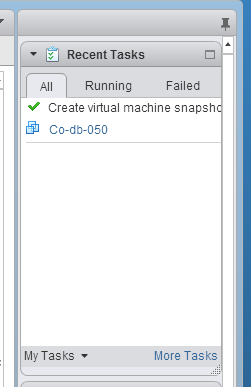 Recent Tasks
All Running Failed
Create virtual machine snapsho
Co-db-050
My Tasks More Tasks